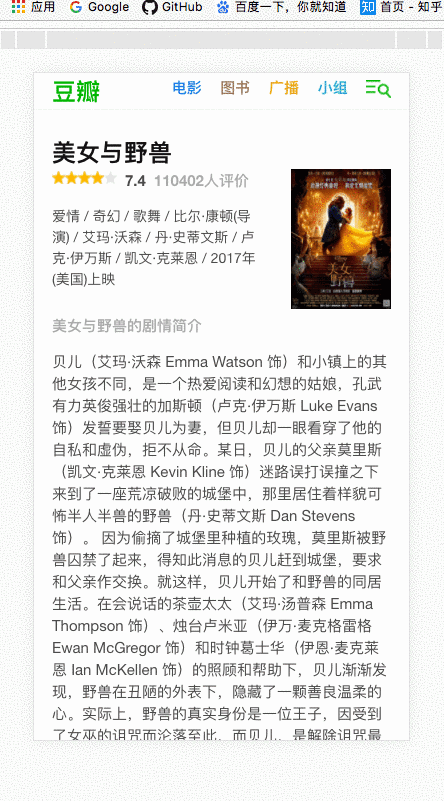 应用 Google GitHub 百度一下，你就知道 知 首页 - 知乎
豆瓣 电影 图书 广播 小组
美女与野兽
7.4 110402人评价
爱情 / 奇幻 / 歌舞 / 比尔·康顿(导
演) / 艾玛·沃森 / 丹·史蒂文斯 / 卢
克·伊万斯 / 凯文·克莱恩 / 2017年
(美国)上映
美女与野兽的剧情简介
贝儿（艾玛·沃森 Emma Watson 饰）和小镇上的其
他女孩不同，是一个热爱阅读和幻想的姑娘，孔武
有力英俊强壮的加斯顿（卢克·伊万斯 Luke Evans
饰）发誓要娶贝儿为妻，但贝儿却一眼看穿了他的
自私和虚伪，拒不从命。某日，贝儿的父亲莫里斯
（凯文·克莱恩 Kevin Kline 饰）迷路误打误撞之下
来到了一座荒凉破败的城堡中，那里居住着样貌可
怖半人半兽的野兽（丹·史蒂文斯 Dan Stevens
饰）。 因为偷摘了城堡里种植的玫瑰，莫里斯被野
兽囚禁了起来，得知此消息的贝儿赶到城堡，要求
和父亲作交换。就这样，贝儿开始了和野兽的同居
生活。在会说话的茶壶太太（艾玛·汤普森 Emma
Thompson 饰）、烛台卢米亚（伊万·麦克格雷格
Ewan McGregor 饰）和时钟葛士华（伊恩·麦克莱
恩 Ian McKellen 饰）的照顾和帮助下，贝儿渐渐发
现，野兽在丑陋的外表下，隐藏了一颗善良温柔的
心。实际上，野兽的真实身份是一位王子，因受到
了女巫的诅咒而沦落至此，而贝儿，是解除诅咒最